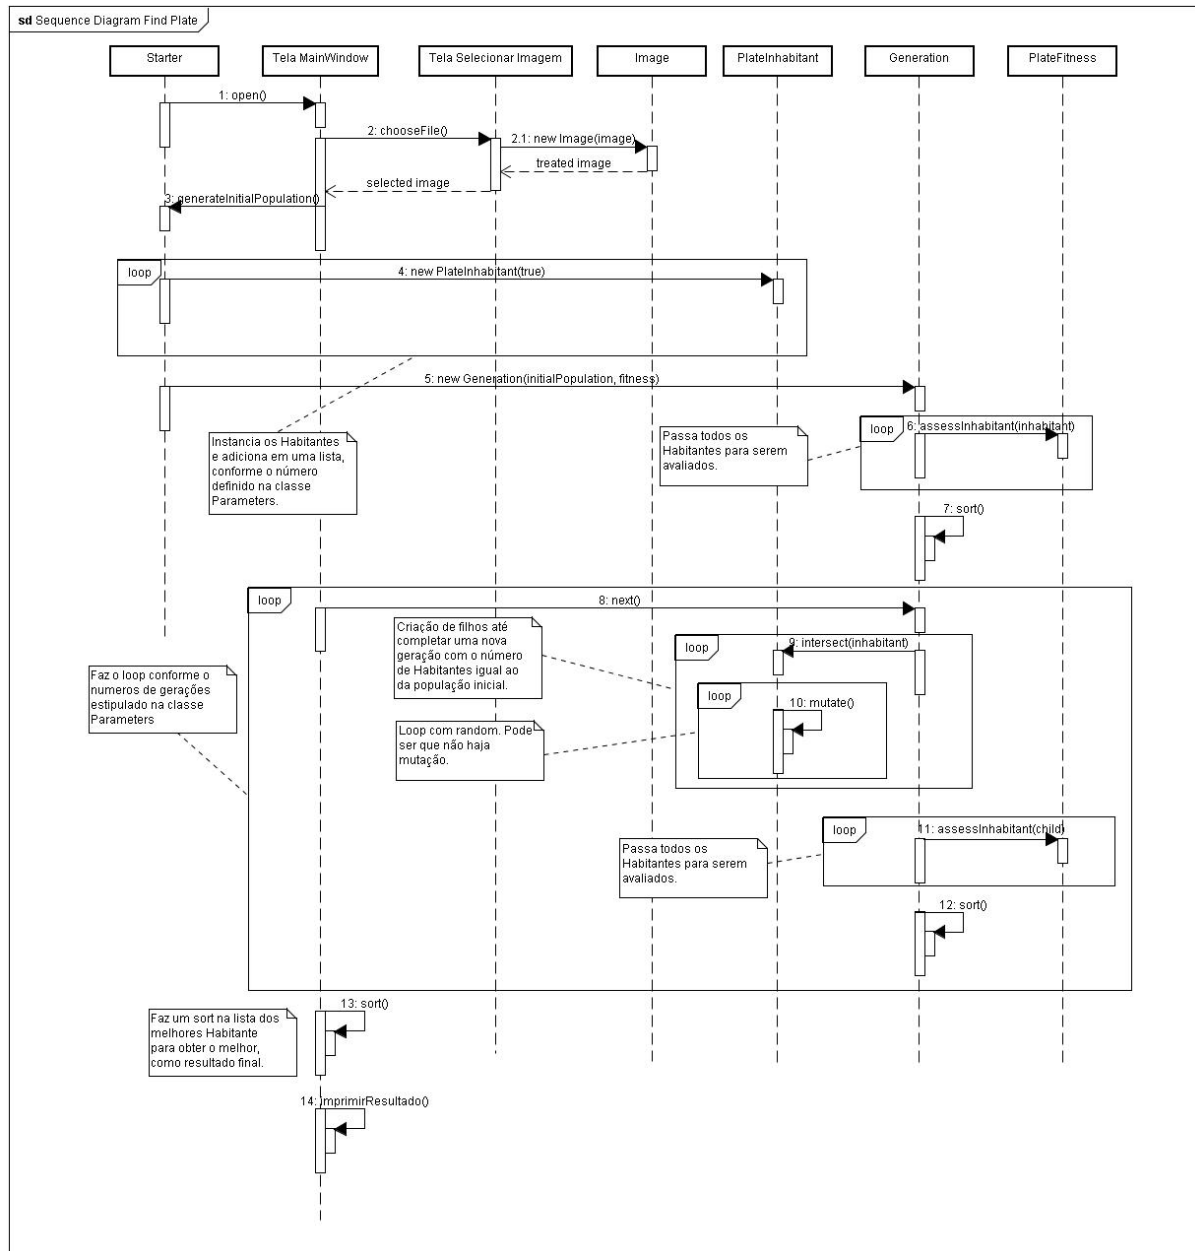 sd Sequence Diagram Find Plate
Starter
Tela MainWindow
Tela Selecionar Imagem
Image
PlateInhabitant
Generation
PlateFitness
1: open()
2: chooseFile()
2.1: new Image(image)
treated image
selected image
3: generateInitialPopulation()
loop
4: new PlateInhabitant(true)
5: new Generation(initialPopulation, fitness)
Instancia os Habitantes
e adiciona em uma lista,
conforme o número
definido na classe
Parameters.
Passa todos os
Habitantes para serem
avaliados.
loop
6: assessInhabitant(inhabitant)
7: sort()
loop
8: next()
Criação de filhos até
completar uma nova
geração com o número
de Habitantes igual ao
da população inicial.
loop
9: intersect(inhabitant)
Faz o loop conforme o
numeros de gerações
estipulado na classe
Parameters
loop
10: mutate()
Loop com random. Pode
ser que não haja
mutação.
loop
11: assessInhabitant(child)
Passa todos os
Habitantes para serem
avaliados.
12: sort()
13: sort()
Faz um sort na lista dos
melhores Habitante
para obter o melhor,
como resultado final.
14: imprimirResultado()